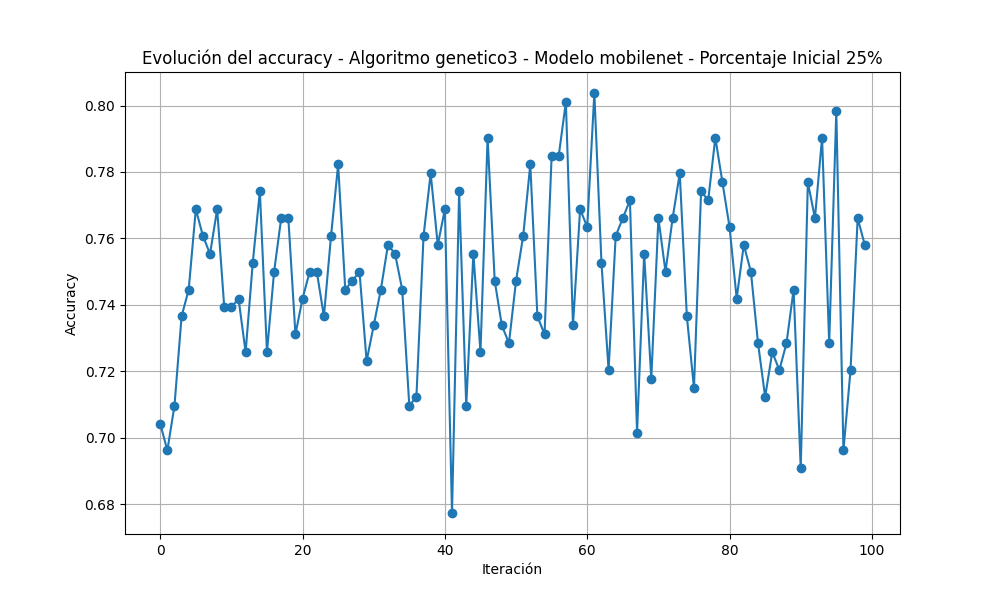 Evolución del accuracy - Algoritmo genetico3 - Modelo mobilenet - Porcentaje Inicial 25%
0.80
0.78
0.76
0.74
0.72
0.70
0.68
Accuracy
0 20 40 60 80 100
Iteración